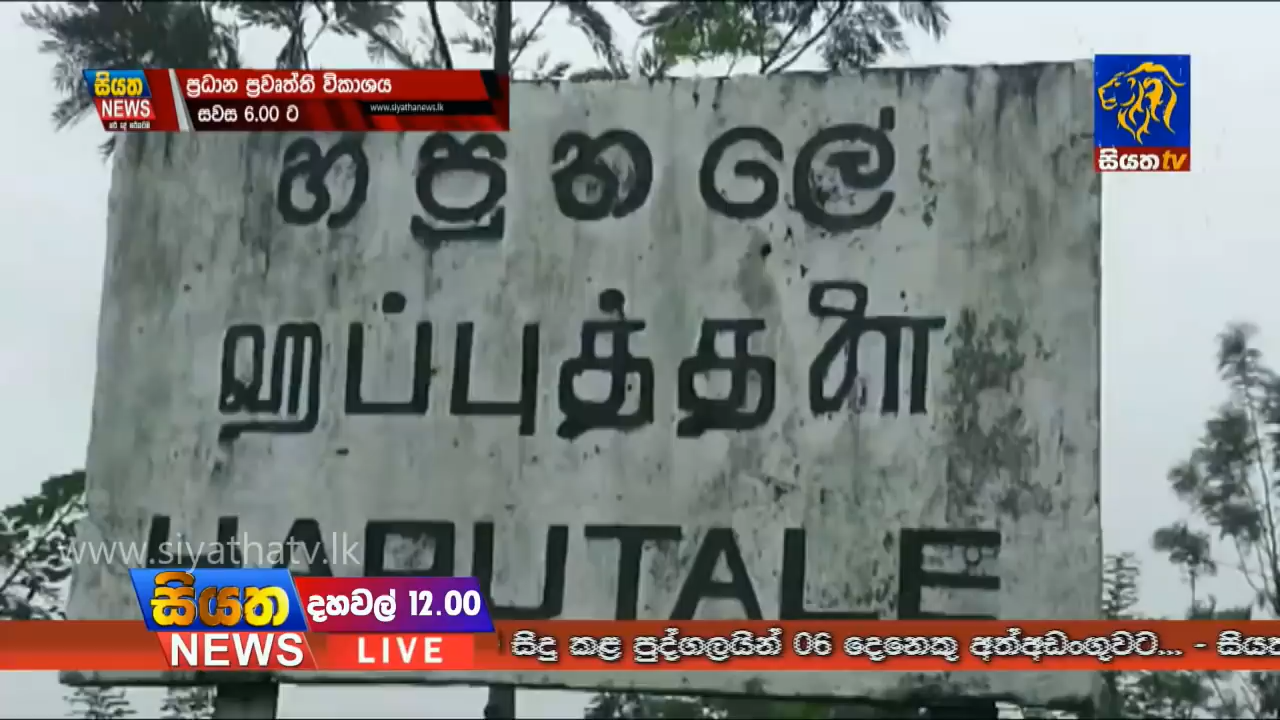 සියත
NEWS
ප්‍රධාන ප්‍රවෘත්ති විකාශය
සවස 6.00 ට
www.siyathanews.lk
සියත tv
හපුතලේ
ஹப்புத்தளை
HAPUTALE
www.siyathatv.lk
සියත
NEWS
දහවල් 12.00
LIVE
සිදු කළ පුද්ගලයින් 06 දෙනෙකු අත්අඩංගුවට... - සියත